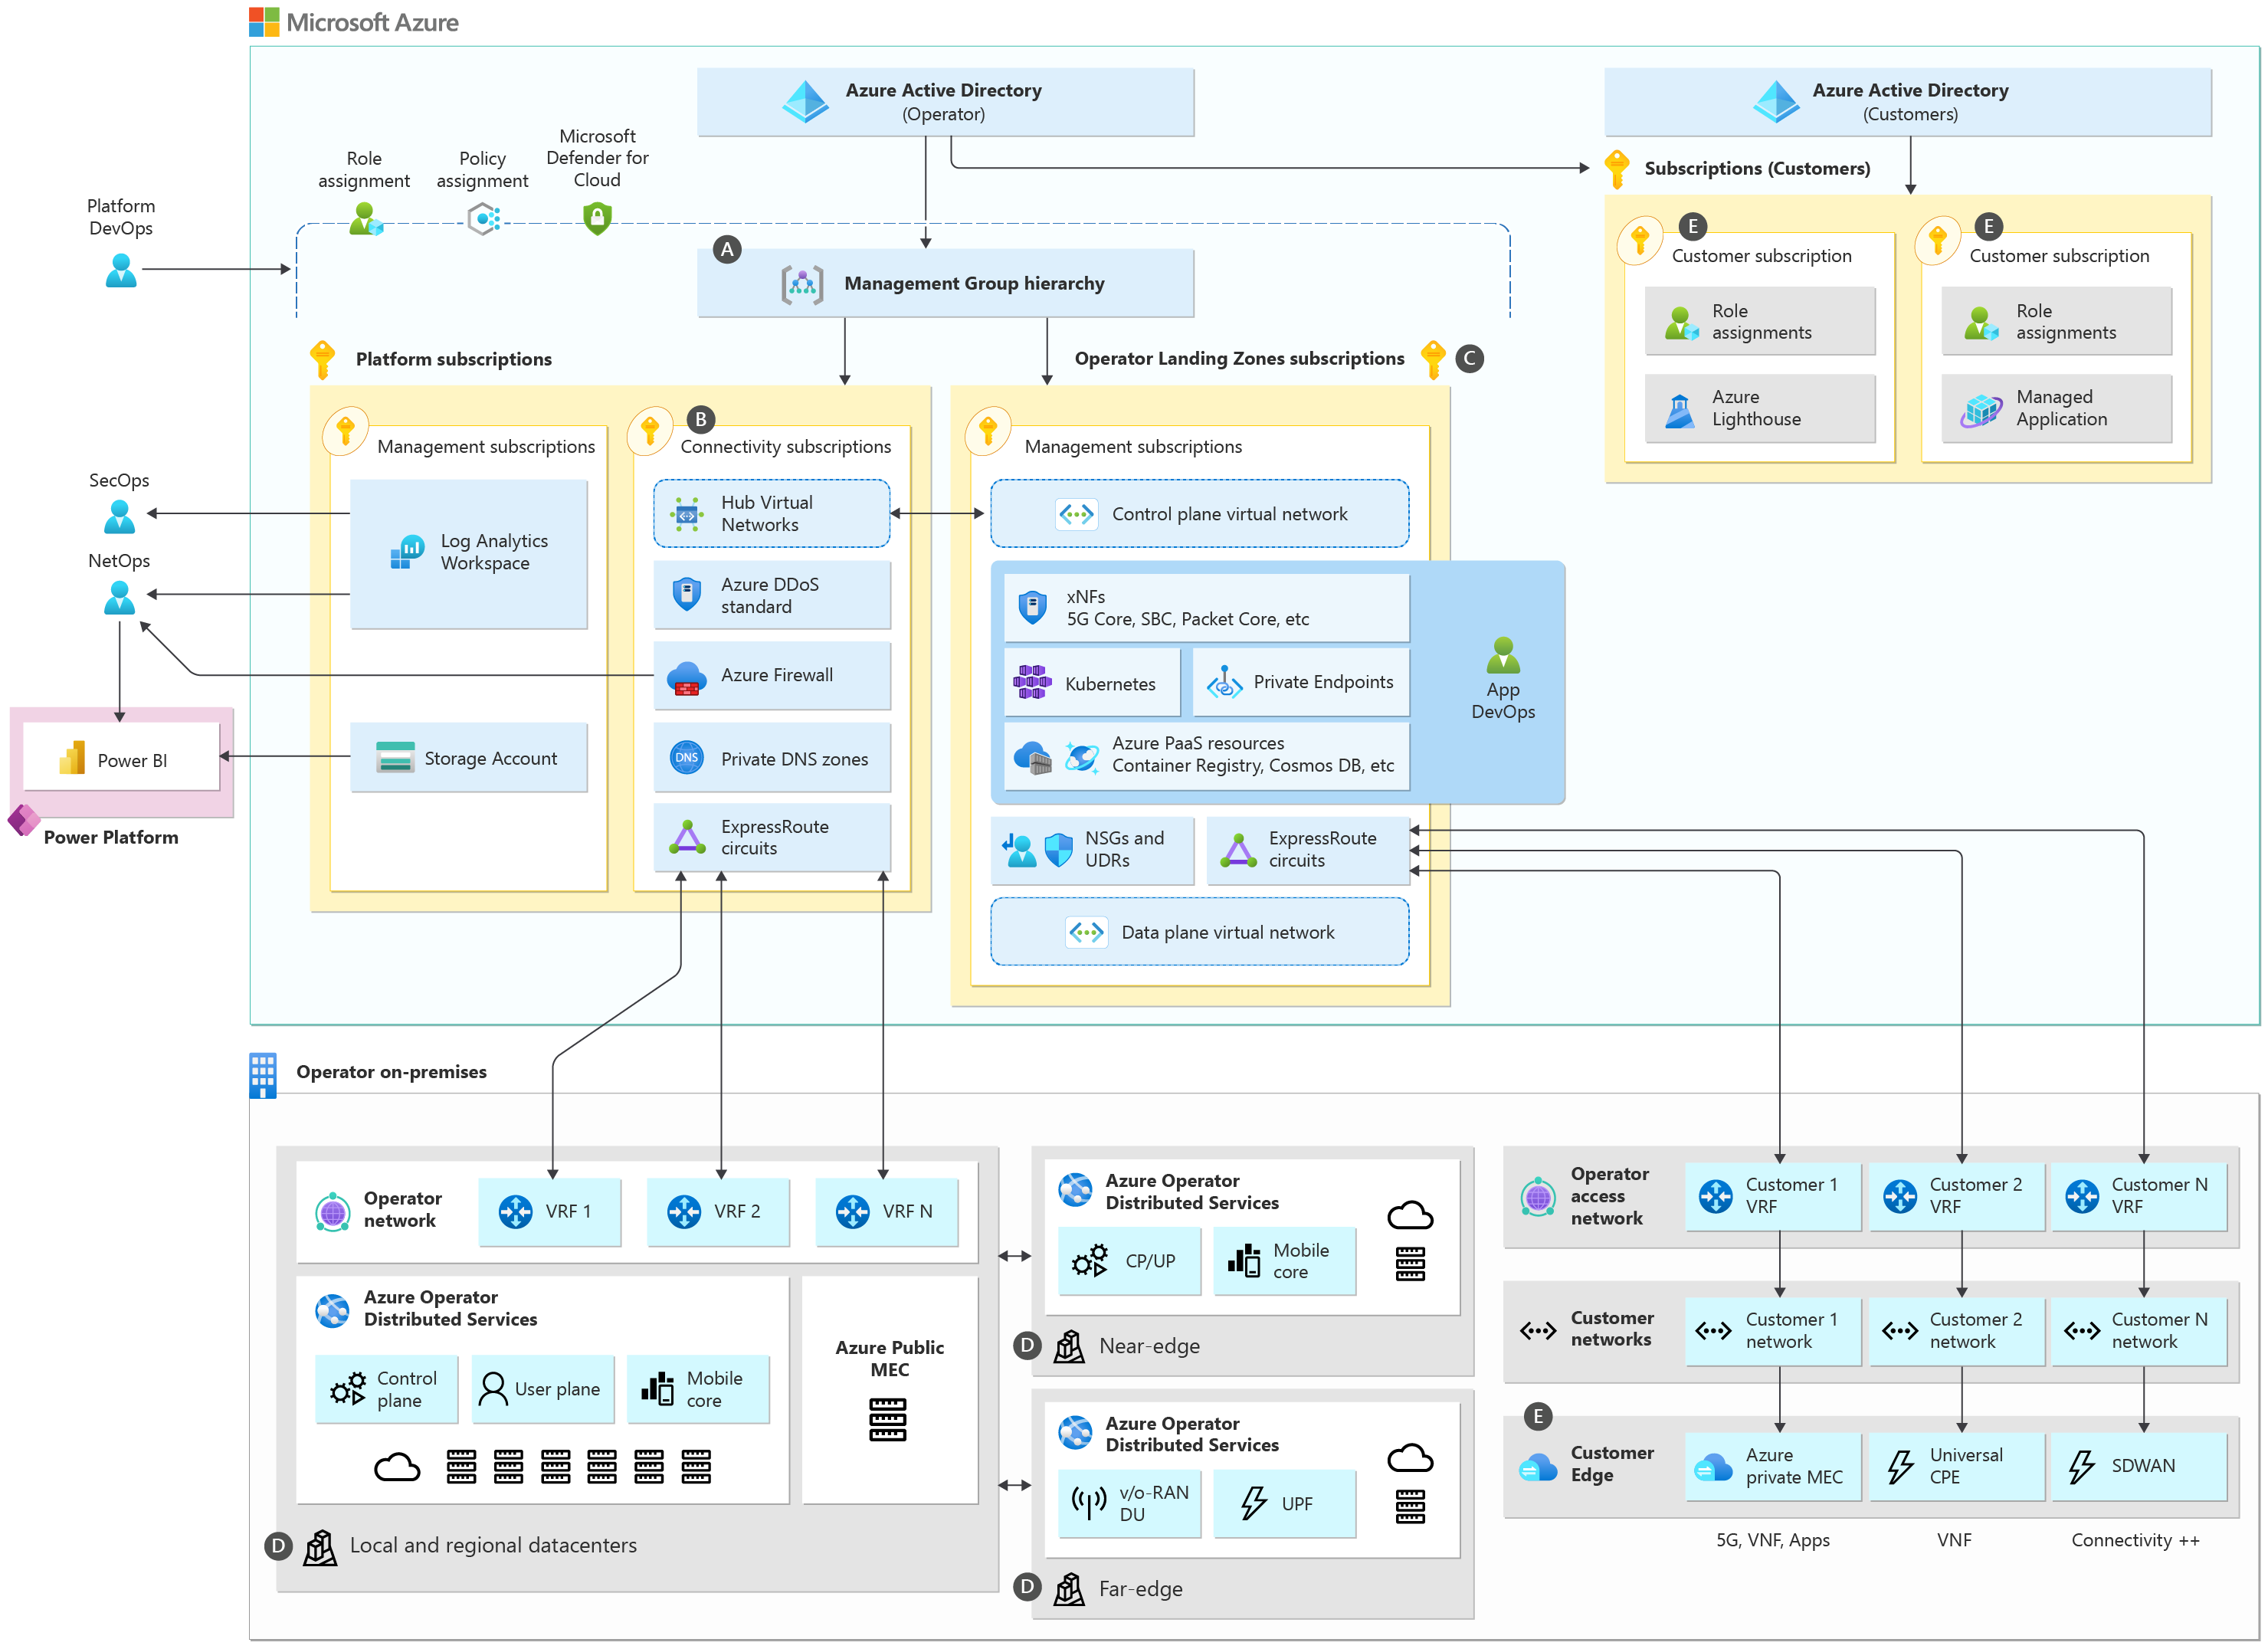 Microsoft Azure
Azure Active Directory
(Operator)
Azure Active Directory
(Customers)
Role
assignment
Policy
assignment
Microsoft
Defender for
Cloud
Platform
DevOps
Subscriptions (Customers)
A
Management Group hierarchy
E
Customer subscription
Role
assignments
Azure
Lighthouse
E
Customer subscription
Role
assignments
Managed
Application
Platform subscriptions
Operator Landing Zones subscriptions
C
Management subscriptions
Log Analytics
Workspace
Storage Account
B
Connectivity subscriptions
Hub Virtual
Networks
Azure DDoS
standard
Azure Firewall
Private DNS zones
DNS
ExpressRoute
circuits
Management subscriptions
Control plane virtual network
xNFs
5G Core, SBC, Packet Core, etc
Kubernetes
Private Endpoints
Azure PaaS resources
Container Registry, Cosmos DB, etc
App
DevOps
NSGs and
UDRs
ExpressRoute
circuits
Data plane virtual network
SecOps
NetOps
Power BI
Power Platform
Operator on-premises
Operator
network
VRF 1
VRF 2
VRF N
Azure Operator
Distributed Services
Control
plane
User plane
Mobile
core
Azure Public
MEC
D
Local and regional datacenters
Azure Operator
Distributed Services
CP/UP
Mobile
core
D
Near-edge
Azure Operator
Distributed Services
v/o-RAN
DU
UPF
D
Far-edge
Operator
access
network
Customer 1
VRF
Customer 2
VRF
Customer N
VRF
Customer
networks
Customer 1
network
Customer 2
network
Customer N
network
E
Customer
Edge
Azure
private MEC
Universal
CPE
SDWAN
5G, VNF, Apps
VNF
Connectivity ++